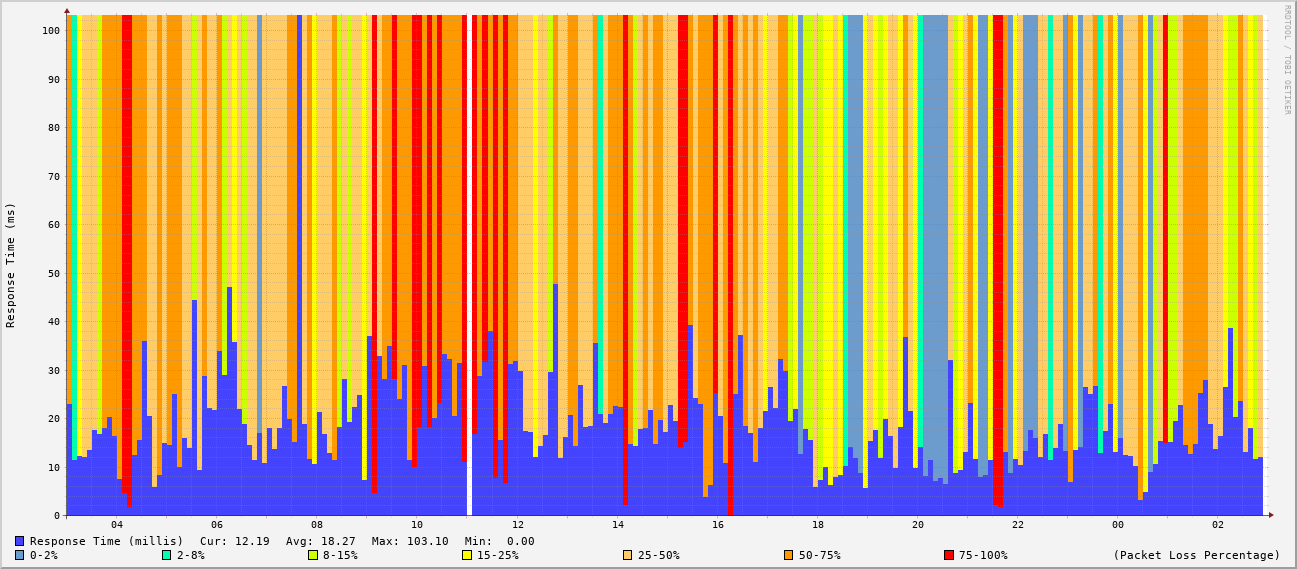 RRDTOOL / TOBI OETIKER
Response Time (ms)
100
90
80
70
60
50
40
30
20
10
0
04 06 08 10 12 14 16 18 20 22 00 02
Response Time (millis) Cur: 12.19 Avg: 18.27 Max: 103.10 Min: 0.00
0-2% 2-8% 8-15% 15-25% 25-50% 50-75% 75-100% (Packet Loss Percentage)